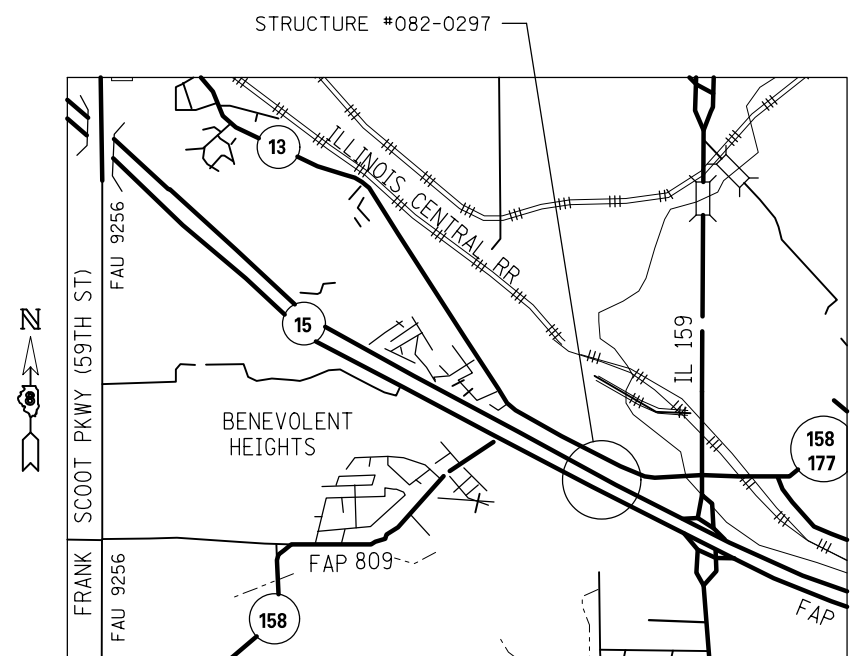 STRUCTURE #082-0297
13
ILLINOIS CENTRAL RR
FAU 9256
15
N
8
FRANK SCOOT PKWY (59TH ST)
IL 159
BENEVOLENT
HEIGHTS
158
177
FAP 809
FAU 9256
158
FAP